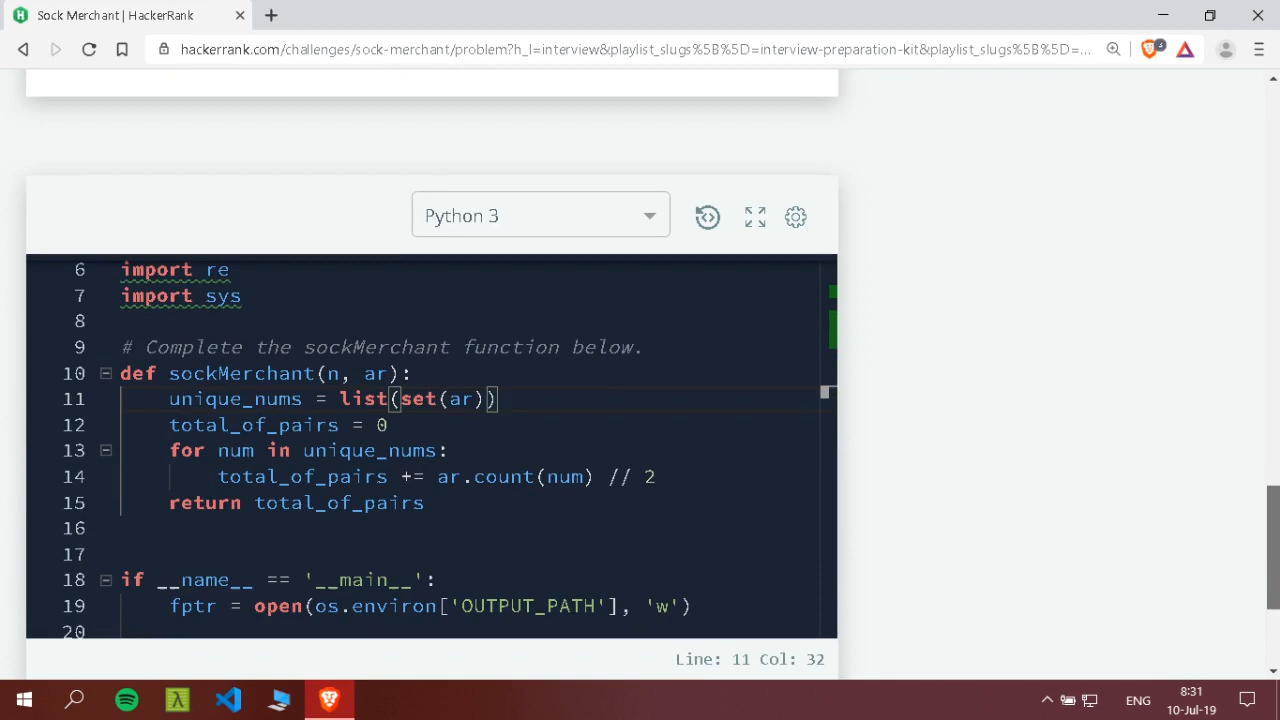 Sock Merchant | HackerRank
hackerrank.com/challenges/sock-merchant/problem?h_l=interview&playlist_slugs%5B%5D=interview-preparation-kit&playlist_slugs%5B%5D=...
3
Python 3
6 import re
7 import sys
8
9 # Complete the sockMerchant function below.
10 def sockMerchant(n, ar):
11 unique_nums = list(set(ar))
12 total_of_pairs = 0
13 for num in unique_nums:
14 total_of_pairs += ar.count(num) // 2
15 return total_of_pairs
16
17
18 if __name__ == '__main__':
19 fptr = open(os.environ['OUTPUT_PATH'], 'w')
20
Line: 11 Col: 32
ENG
8:31
10-Jul-19